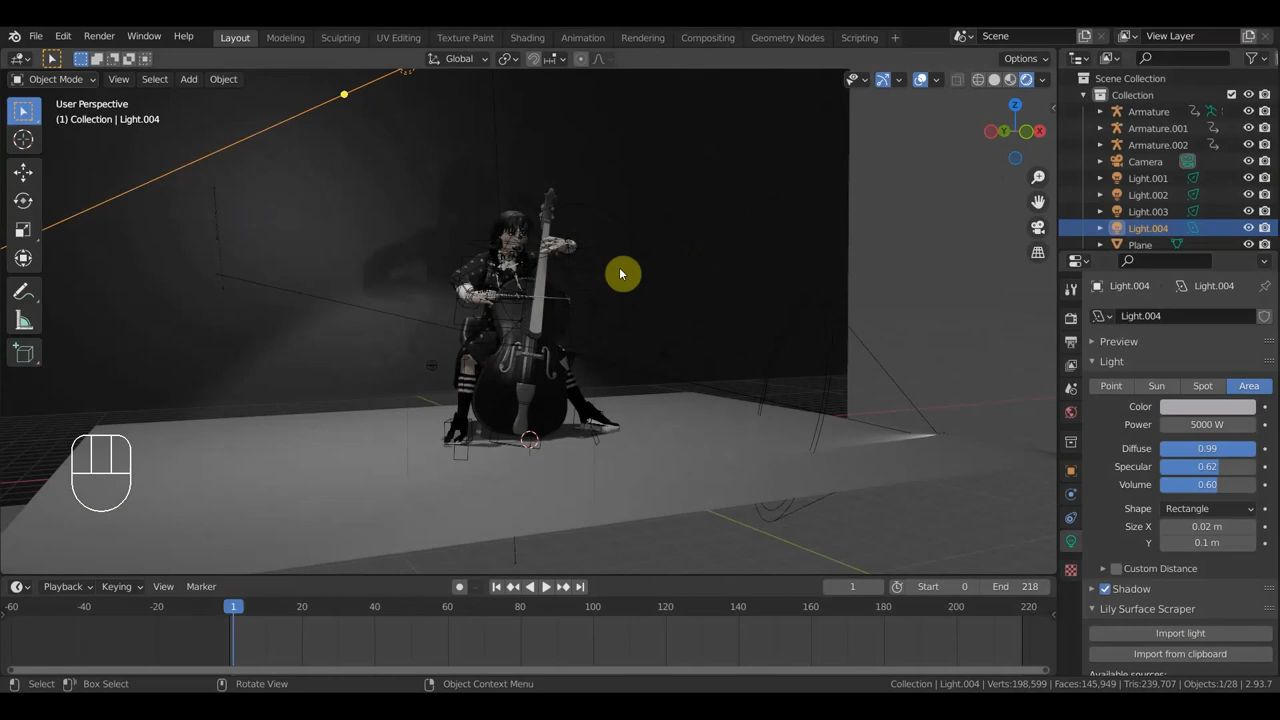 File Edit Render Window Help Layout Modeling Sculpting UV Editing Texture Paint Shading Animation Rendering Compositing Geometry Nodes Scripting + Scene View Layer
Global Options
Object Mode View Select Add Object
User Perspective
(1) Collection | Light.004
Z
Y
X
Scene Collection
Collection
Armature
Armature.001
Armature.002
Camera
Light.001
Light.002
Light.003
Light.004
Plane
Light.004 Light.004
Light.004
Preview
Light
Point Sun Spot Area
Color
Power 5000 W
Diffuse 0.99
Specular 0.62
Volume 0.60
Shape Rectangle
Size X 0.02 m
Y 0.1 m
Custom Distance
Shadow
Lily Surface Scraper
Import light
Import from clipboard
Playback Keying View Marker 1 Start 0 End 218
-60 -40 -20 1 20 40 60 80 100 120 140 160 180 200 220
Select Box Select Rotate View Object Context Menu Collection | Light.004 | Verts:198,599 | Faces:145,949 | Tris:239,707 | Objects:1/28 | 2.93.7